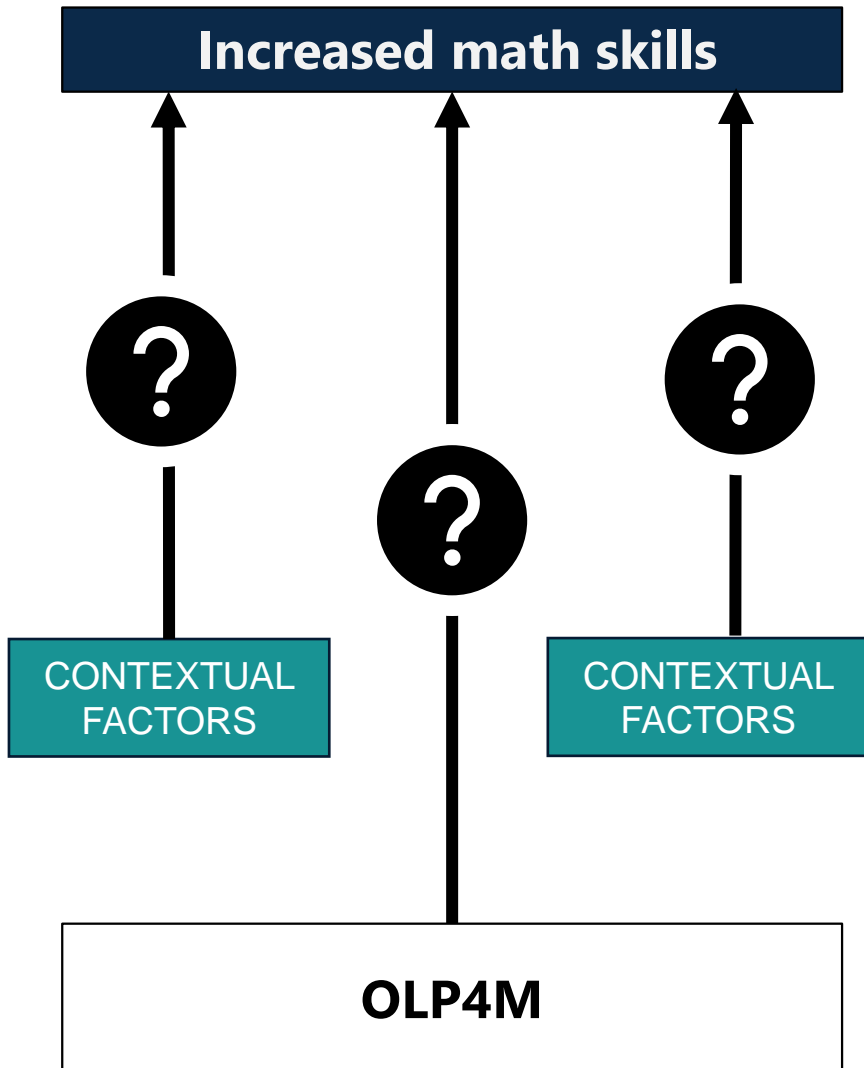 Increased math skills
?
?
?
CONTEXTUAL
FACTORS
CONTEXTUAL
FACTORS
OLP4M